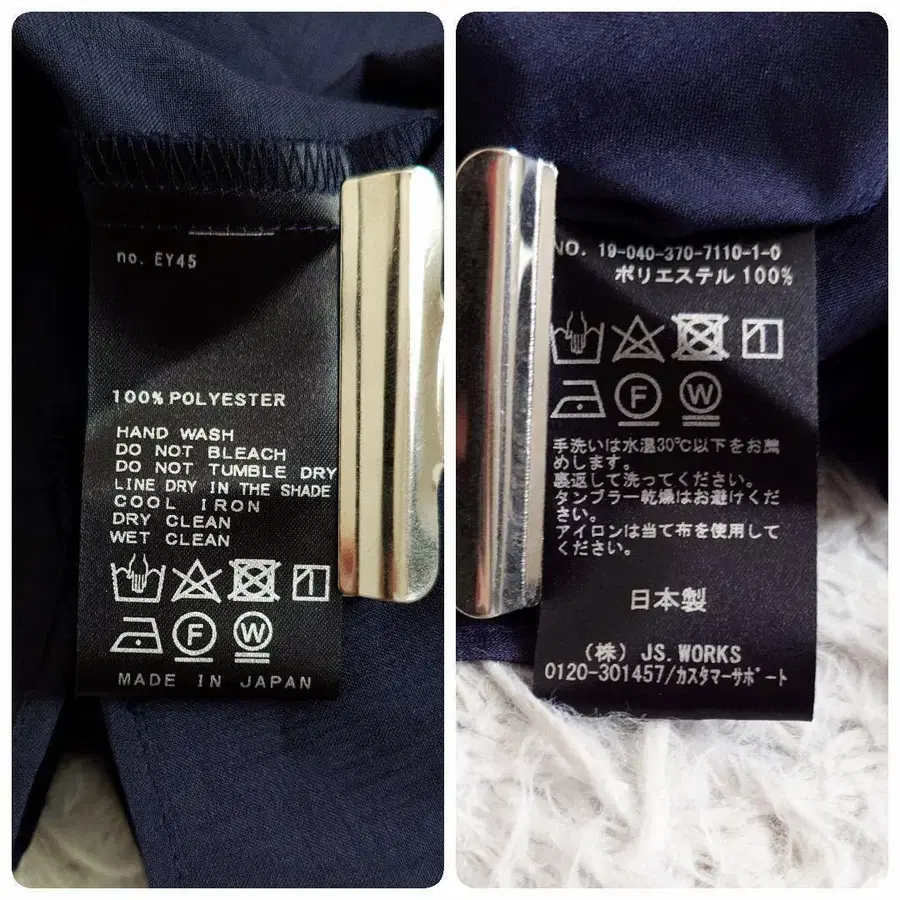 no. EY45
100% POLYESTER
HAND WASH
DO NOT BLEACH
DO NOT TUMBLE DRY
LINE DRY IN THE SHADE
COOL IRON
DRY CLEAN
WET CLEAN
F W
MADE IN JAPAN
NO. 19-040-370-7110-1-0
ポリエステル100%
F W
手洗いは水温30℃以下をお薦
めします。
裏返して洗ってください。
タンブラー乾燥はお避けくだ
さい。
アイロンは当て布を使用して
ください。
日本製
(株) JS.WORKS
0120-301457/カスタマーサポート